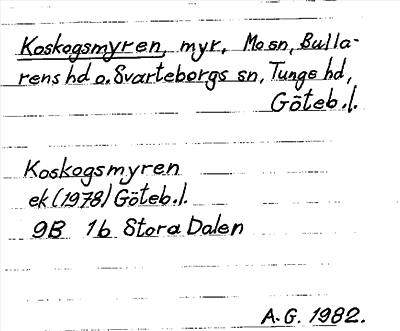 Koskogsmyren, myr, Mo sn, Bulla-
rens hd o. Svarteborgs sn, Tunge hd,
Göteb.l.
Koskogsmyren
ek (1978) Göteb.l.
9B 1b Stora Dalen
A.G. 1982.